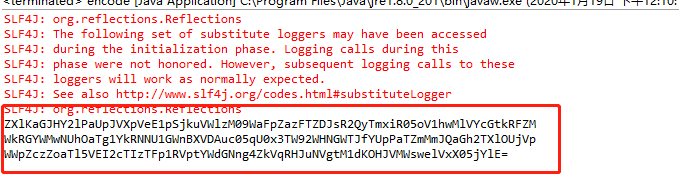 <terminated> encode [Java Application] C:\Program Files\Java\jre1.8.0_201\bin\javaw.exe (2020年1月19日 下午12:10:
SLF4J: org.reflections.Reflections
SLF4J: The following set of substitute loggers may have been accessed
SLF4J: during the initialization phase. Logging calls during this
SLF4J: phase were not honored. However, subsequent logging calls to these
SLF4J: loggers will work as normally expected.
SLF4J: See also http://www.slf4j.org/codes.html#substituteLogger
SLF4J: org.reflections.Reflections
ZXlKaGJHY2lPaUpJVXpVeE1pSjkuVWlzM09WaFpZazFTZDJsR2QyTmxiR05oV1hwMlVYcGtkRFZM
WkRGYWMwNUhOaTg1YkRNNU1GWnBXVDAuc05qU0x3TW92WHNGWTJfYUpPaTZmMmJQaGh2TXlOUjVp
WWpZczZoaTl5VEI2cTIzTFp1RVptYWdGNng4ZkVqRHJuNVgtM1dKOHJVMWswelVxX05jYlE=